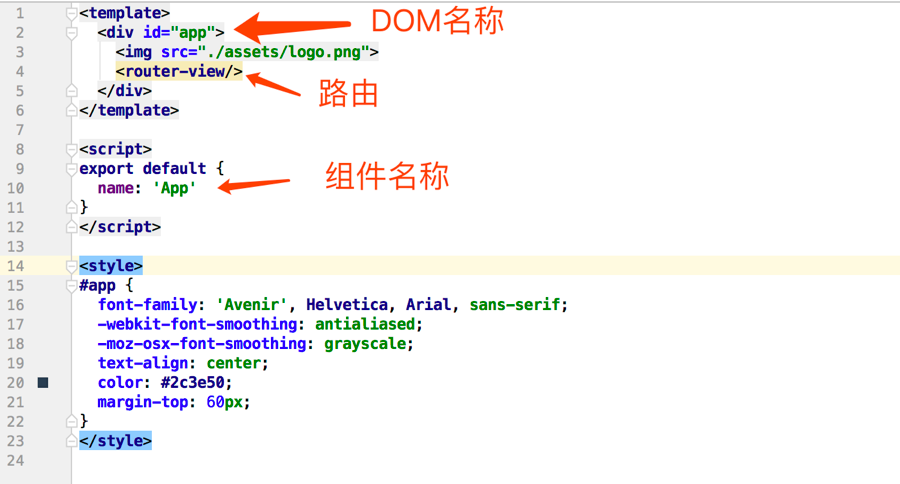 1 <template>
2 <div id="app">
DOM名称
3 <img src="./assets/logo.png">
4 <router-view/>
路由
5 </div>
6 </template>
7
8 <script>
9 export default {
组件名称
10 name: 'App'
11 }
12 </script>
13
14 <style>
15 #app {
16 font-family: 'Avenir', Helvetica, Arial, sans-serif;
17 -webkit-font-smoothing: antialiased;
18 -moz-osx-font-smoothing: grayscale;
19 text-align: center;
20 color: #2c3e50;
21 margin-top: 60px;
22 }
23 </style>
24